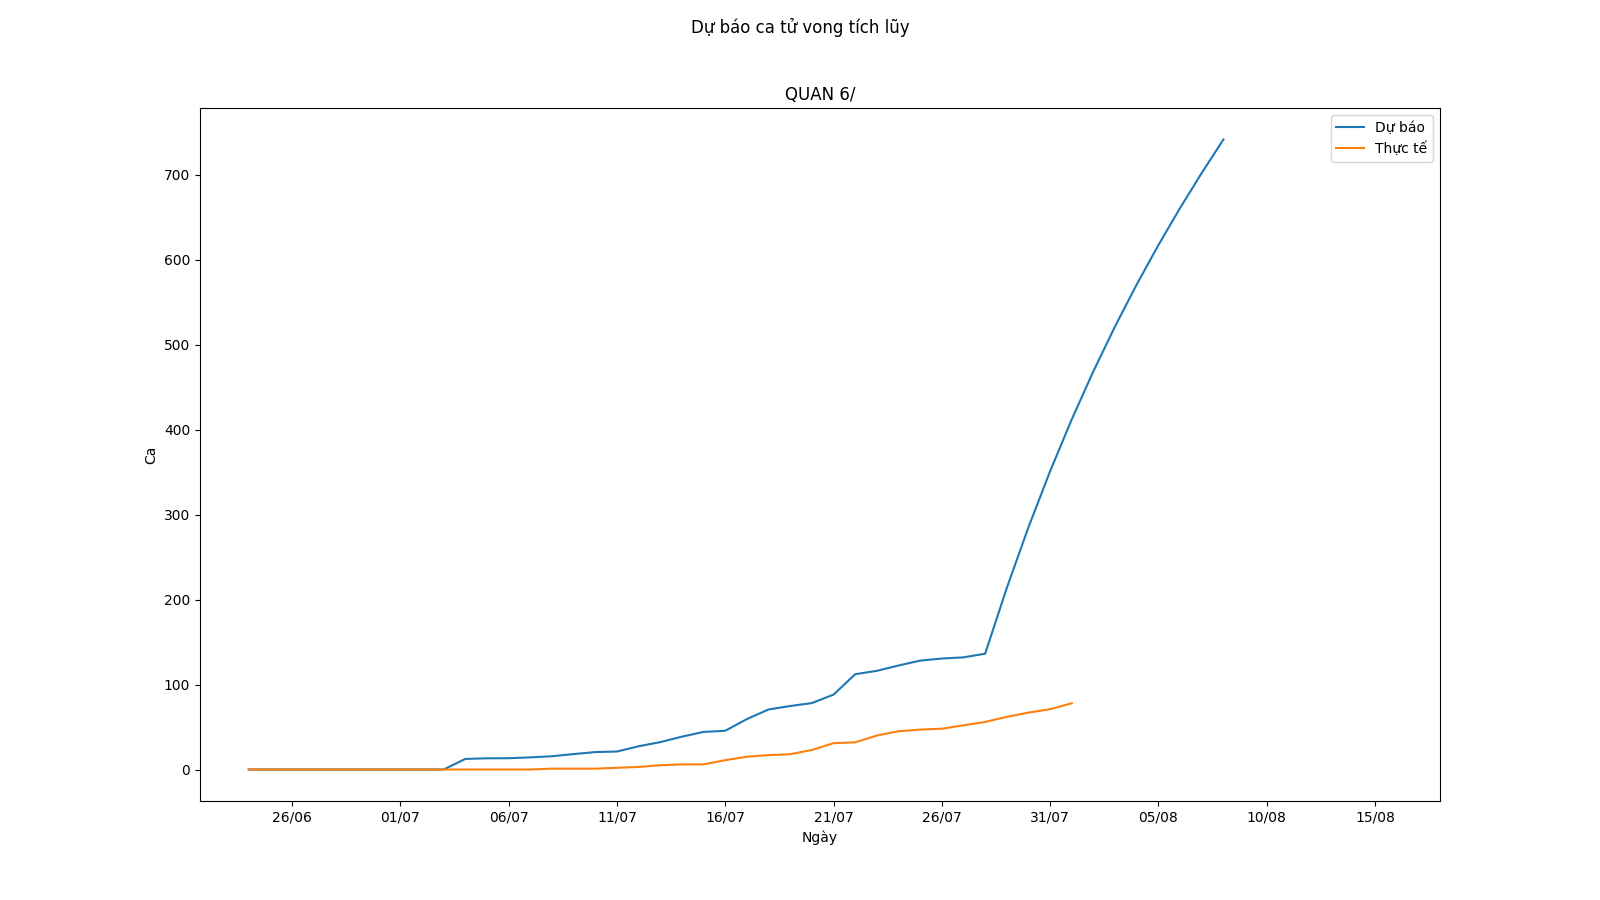 Dự báo ca tử vong tích lũy
QUAN 6/
Dự báo
Thực tế
700
600
500
400
300
200
100
0
Ca
26/06 01/07 06/07 11/07 16/07 21/07 26/07 31/07 05/08 10/08 15/08
Ngày